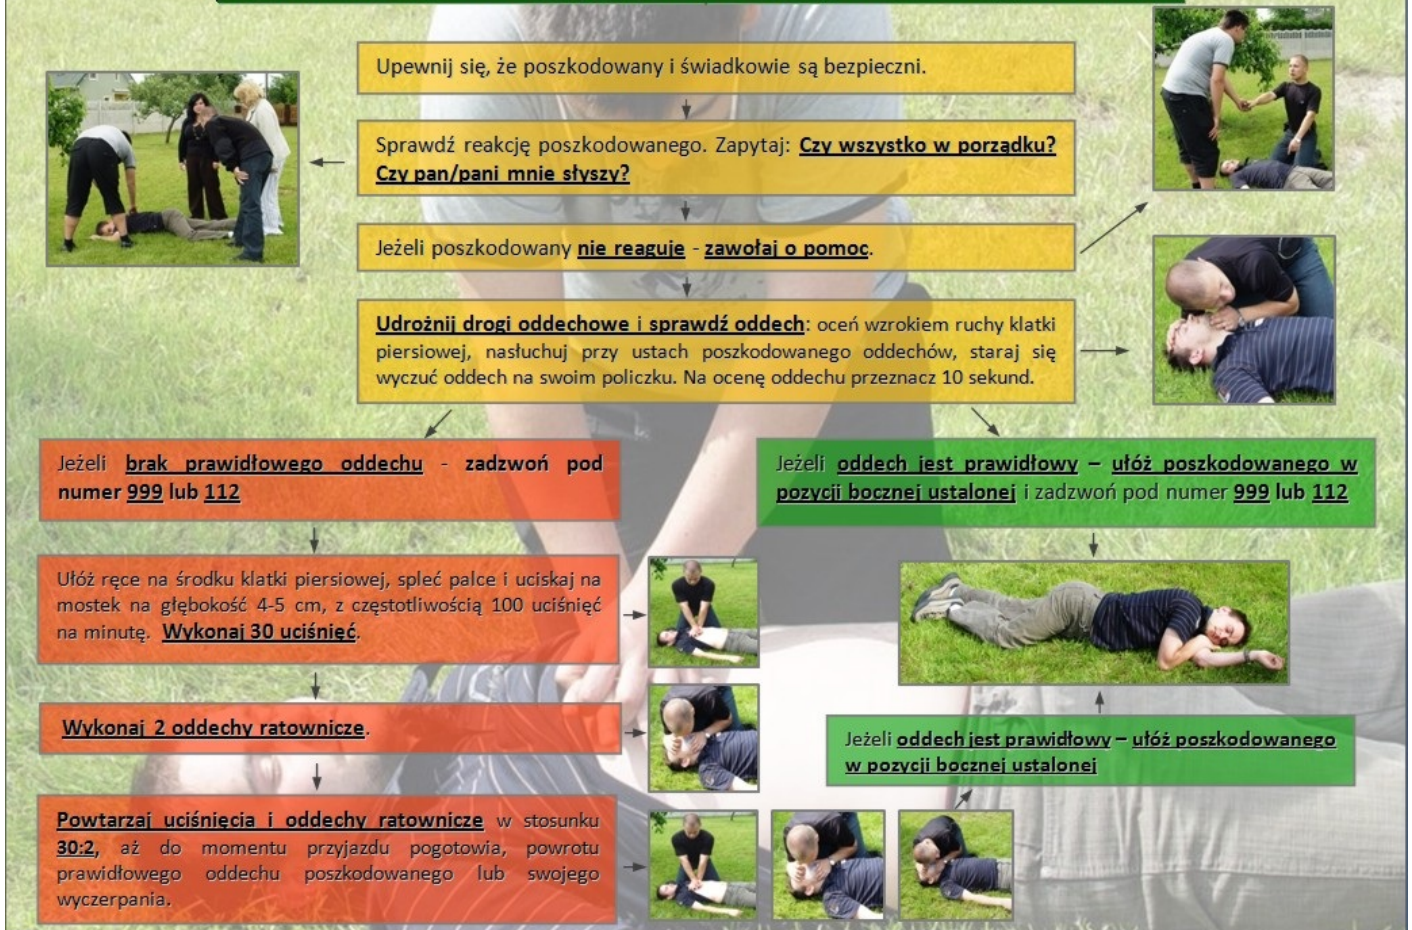 Upewnij się, że poszkodowany i świadkowie są bezpieczni.
Sprawdź reakcję poszkodowanego. Zapytaj: Czy wszystko w porządku?
Czy pan/pani mnie słyszy?
Jeżeli poszkodowany nie reaguje - zawołaj o pomoc.
Udrożnij drogi oddechowe i sprawdź oddech: oceń wzrokiem ruchy klatki
piersiowej, nasłuchuj przy ustach poszkodowanego oddechów, staraj się
wyczuć oddech na swoim policzku. Na ocenę oddechu przeznacz 10 sekund.
Jeżeli brak prawidłowego oddechu - zadzwoń pod
numer 999 lub 112
Ułóż ręce na środku klatki piersiowej, spleć palce i uciskaj na
mostek na głębokość 4-5 cm, z częstotliwością 100 uciśnięć
na minutę. Wykonaj 30 uciśnięć.
Wykonaj 2 oddechy ratownicze.
Powtarzaj uciśnięcia i oddechy ratownicze w stosunku
30:2, aż do momentu przyjazdu pogotowia, powrotu
prawidłowego oddechu poszkodowanego lub swojego
wyczerpania.
Jeżeli oddech jest prawidłowy – ułóż poszkodowanego w
pozycji bocznej ustalonej i zadzwoń pod numer 999 lub 112
Jeżeli oddech jest prawidłowy – ułóż poszkodowanego
w pozycji bocznej ustalonej